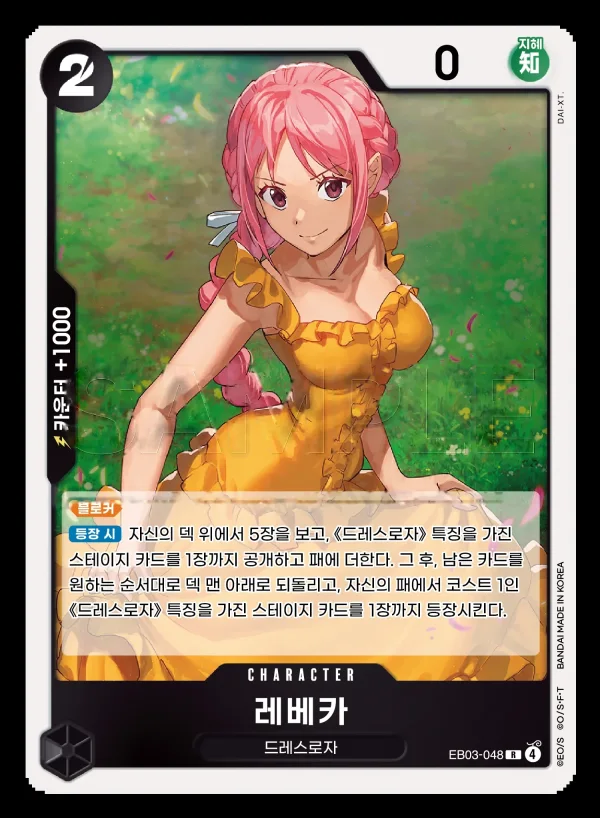 2
0
지혜
知
DAI-XT.
카운터 +1000
SAMPLE
블로커
등장 시 자신의 덱 위에서 5장을 보고, 《드레스로자》 특징을 가진
스테이지 카드를 1장까지 공개하고 패에 더한다. 그 후, 남은 카드를
원하는 순서대로 덱 맨 아래로 되돌리고, 자신의 패에서 코스트 1인
《드레스로자》 특징을 가진 스테이지 카드를 1장까지 등장시킨다.
CHARACTER
레베카
드레스로자
EB03-048 R 4
©EO/S ©O/S·F·T BANDAI MADE IN KOREA